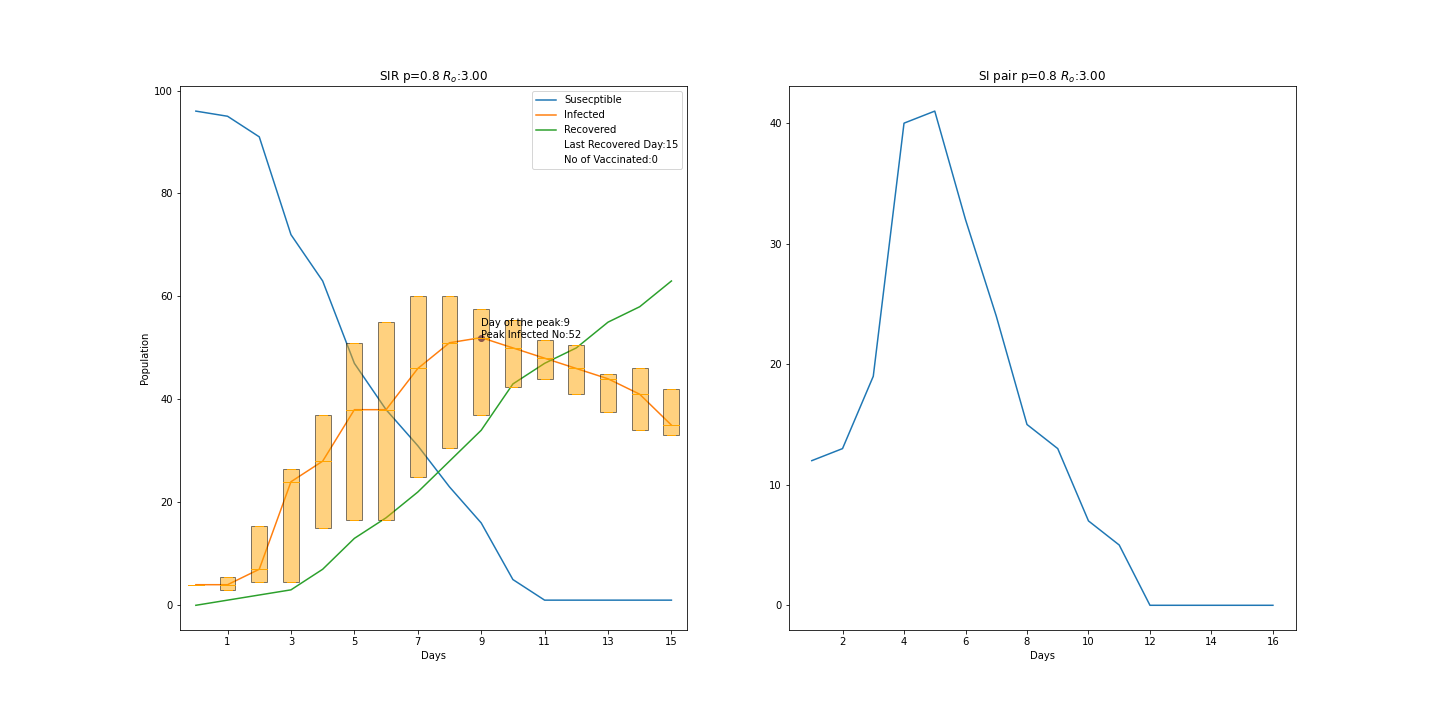 SIR p=0.8 R₀:3.00
Susecptible
Infected
Recovered
Last Recovered Day:15
No of Vaccinated:0
100
80
60
40
20
0
Population
Day of the peak:9
Peak Infected No:52
1 3 5 7 9 11 13 15
Days
SI pair p=0.8 R₀:3.00
40
30
20
10
0
2 4 6 8 10 12 14 16
Days